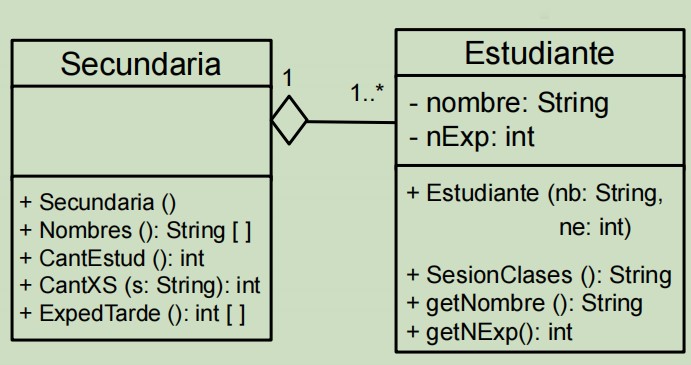 Secundaria
+ Secundaria ()
+ Nombres (): String [ ]
+ CantEstud (): int
+ CantXS (s: String): int
+ ExpedTarde (): int [ ]
1
1..*
Estudiante
- nombre: String
- nExp: int
+ Estudiante (nb: String,
ne: int)
+ SesionClases (): String
+ getNombre (): String
+ getNExp(): int